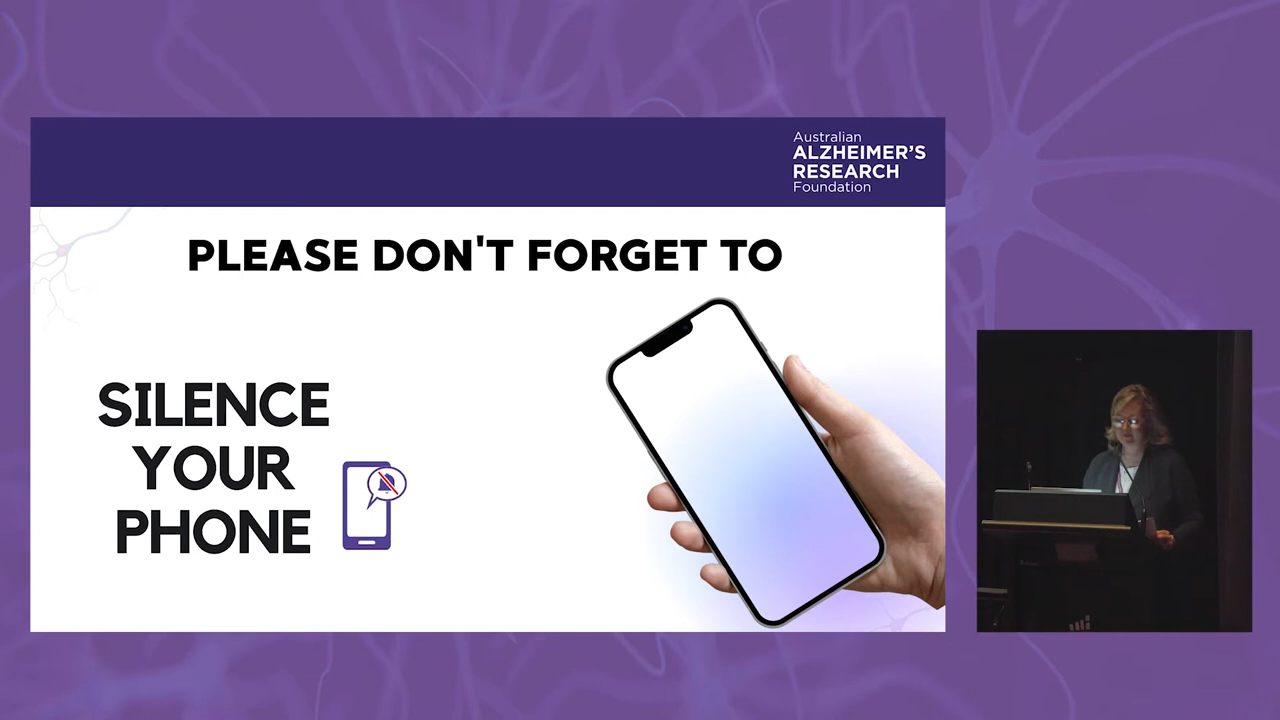 Australian
ALZHEIMER'S
RESEARCH
Foundation
PLEASE DON'T FORGET TO
SILENCE
YOUR
PHONE